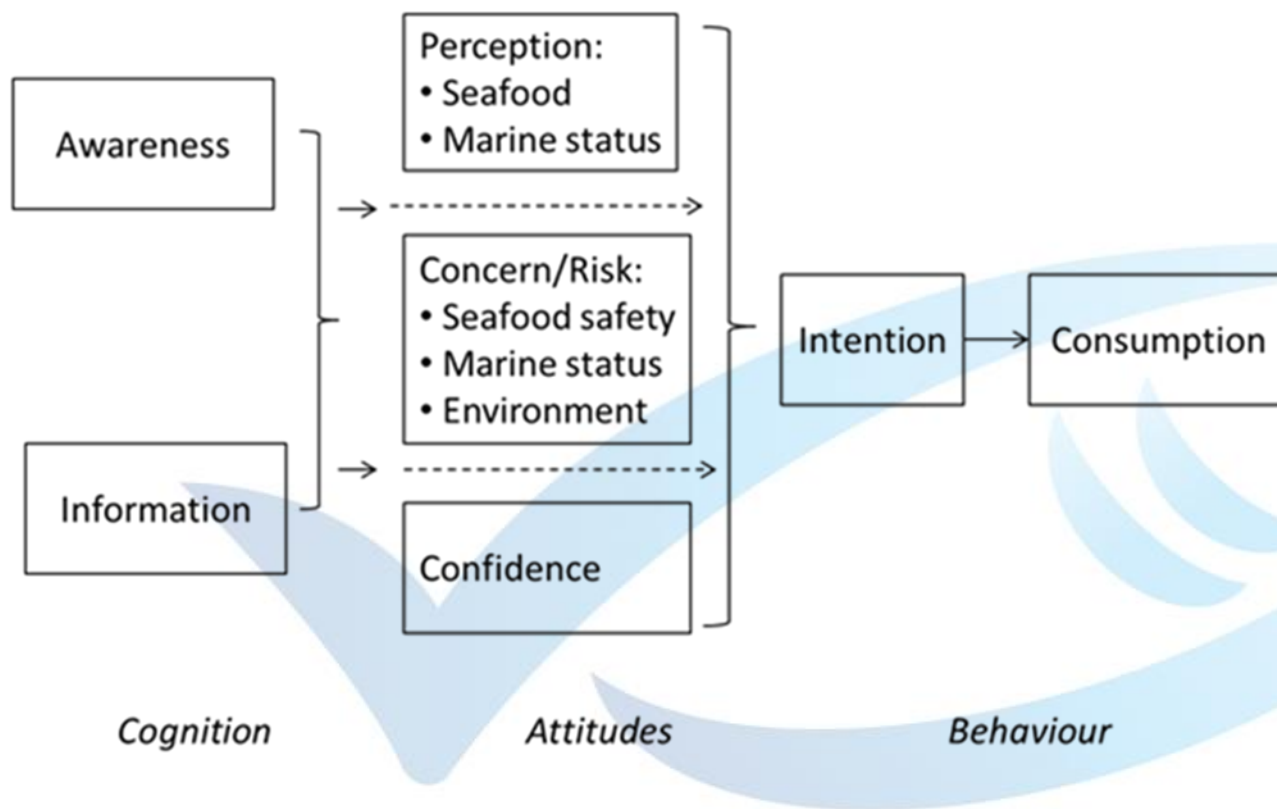 Awareness
Information
Perception:
• Seafood
• Marine status
Concern/Risk:
• Seafood safety
• Marine status
• Environment
Confidence
Intention
Consumption
Cognition
Attitudes
Behaviour